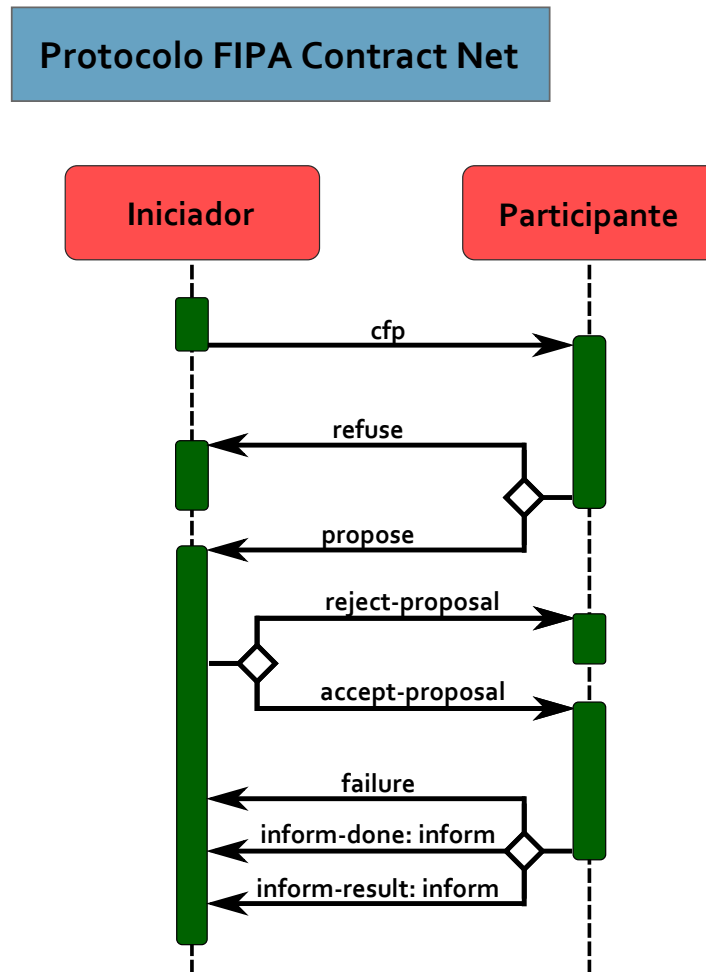 Protocolo FIPA Contract Net
Iniciador
Participante
cfp
refuse
propose
reject-proposal
accept-proposal
failure
inform-done: inform
inform-result: inform